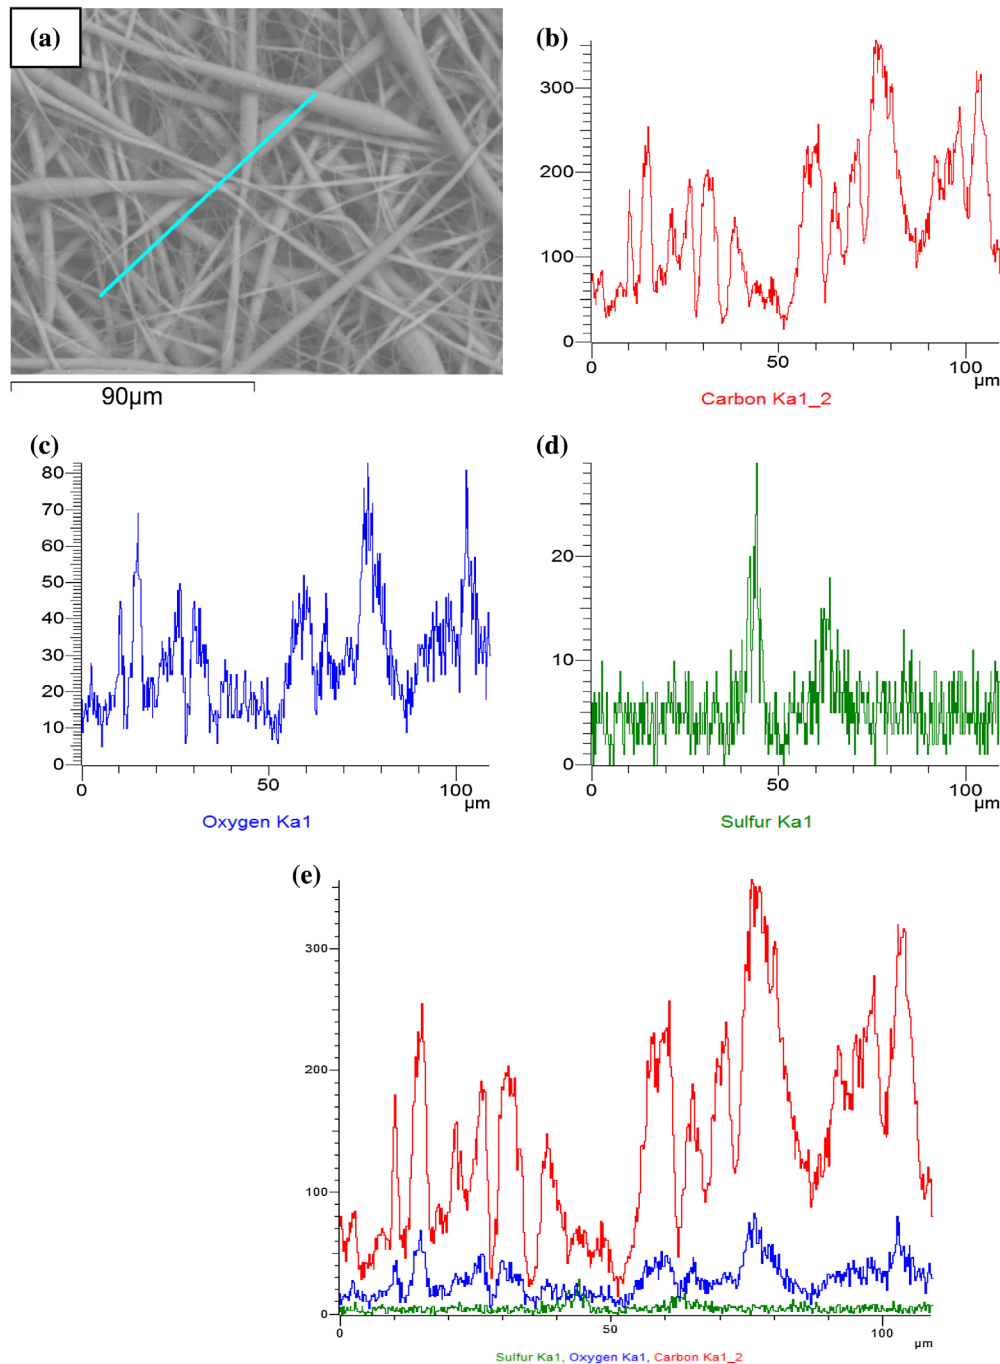 (a)
90μm
(b)
300
200
100
0
0 50 100
μm
Carbon Ka1_2
(c)
80
70
60
50
40
30
20
10
0
0 50 100
μm
Oxygen Ka1
(d)
20
10
0
0 50 100
μm
Sulfur Ka1
(e)
300
200
100
0
0 50 100
μm
Sulfur Ka1, Oxygen Ka1, Carbon Ka1_2